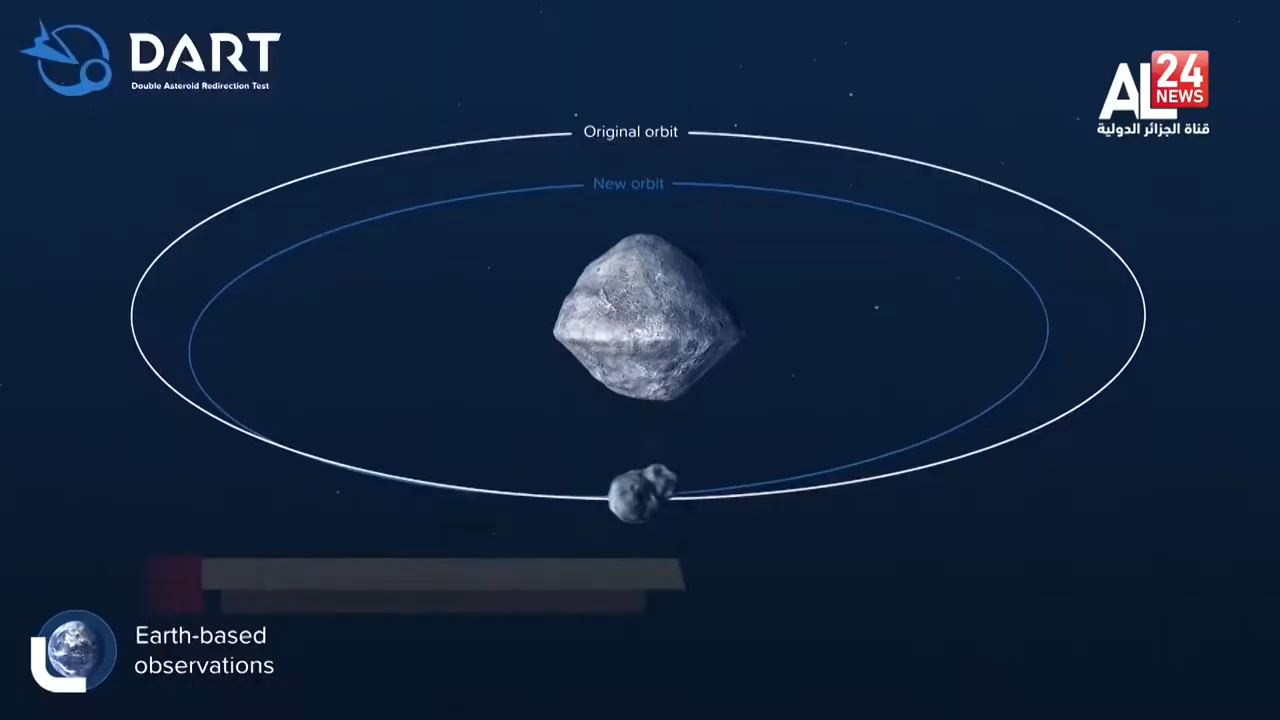 DART
Double Asteroid Redirection Test
AL
24
NEWS
قناة الجزائر الدولية
Original orbit
New orbit
Earth-based
observations